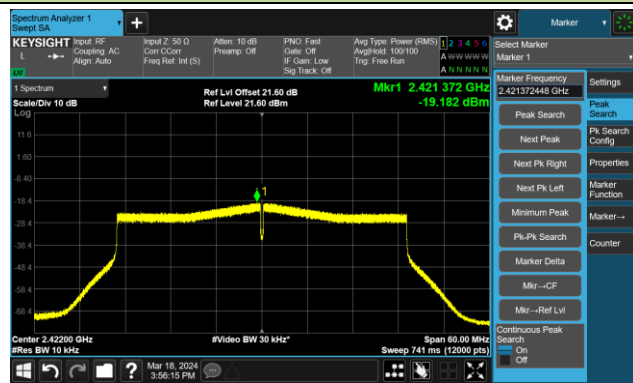 Spectrum Analyzer 1
Swept SA
Marker
KEYSIGHT
L
Input: RF
Coupling: AC
Align: Auto
Input Z: 50 Ω
Corr CCorr
Freq Ref: Int (S)
Atten: 10 dB
Preamp: Off
PNO: Fast
Gate: Off
IF Gain: Low
Sig Track: Off
Avg Type: Power (RMS)
Avg|Hold: 100/100
Trig: Free Run
1 2 3 4 5 6
A W W W W W
A N N N N N
Select Marker
Marker 1
1 Spectrum
Scale/Div 10 dB
Log
Ref Lvl Offset 21.60 dB
Ref Level 21.60 dBm
Mkr1 2.421 372 GHz
-19.182 dBm
11.6
1.60
-8.40
-18.4
-28.4
-38.4
-48.4
-58.4
-68.4
1
Center 2.42200 GHz
#Res BW 10 kHz
#Video BW 30 kHz*
Span 60.00 MHz
Sweep 741 ms (12000 pts)
Marker Frequency
2.421372448 GHz
Peak Search
Next Peak
Next Pk Right
Next Pk Left
Minimum Peak
Pk-Pk Search
Marker Delta
Mkr→CF
Mkr→Ref Lvl
Continuous Peak
Search
On
Off
Settings
Peak
Search
Pk Search
Config
Properties
Marker
Function
Marker→
Counter
?
Mar 18, 2024
3:56:15 PM